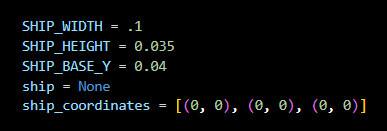 SHIP_WIDTH = .1
SHIP_HEIGHT = 0.035
SHIP_BASE_Y = 0.04
ship = None
ship_coordinates = [(0, 0), (0, 0), (0, 0)]